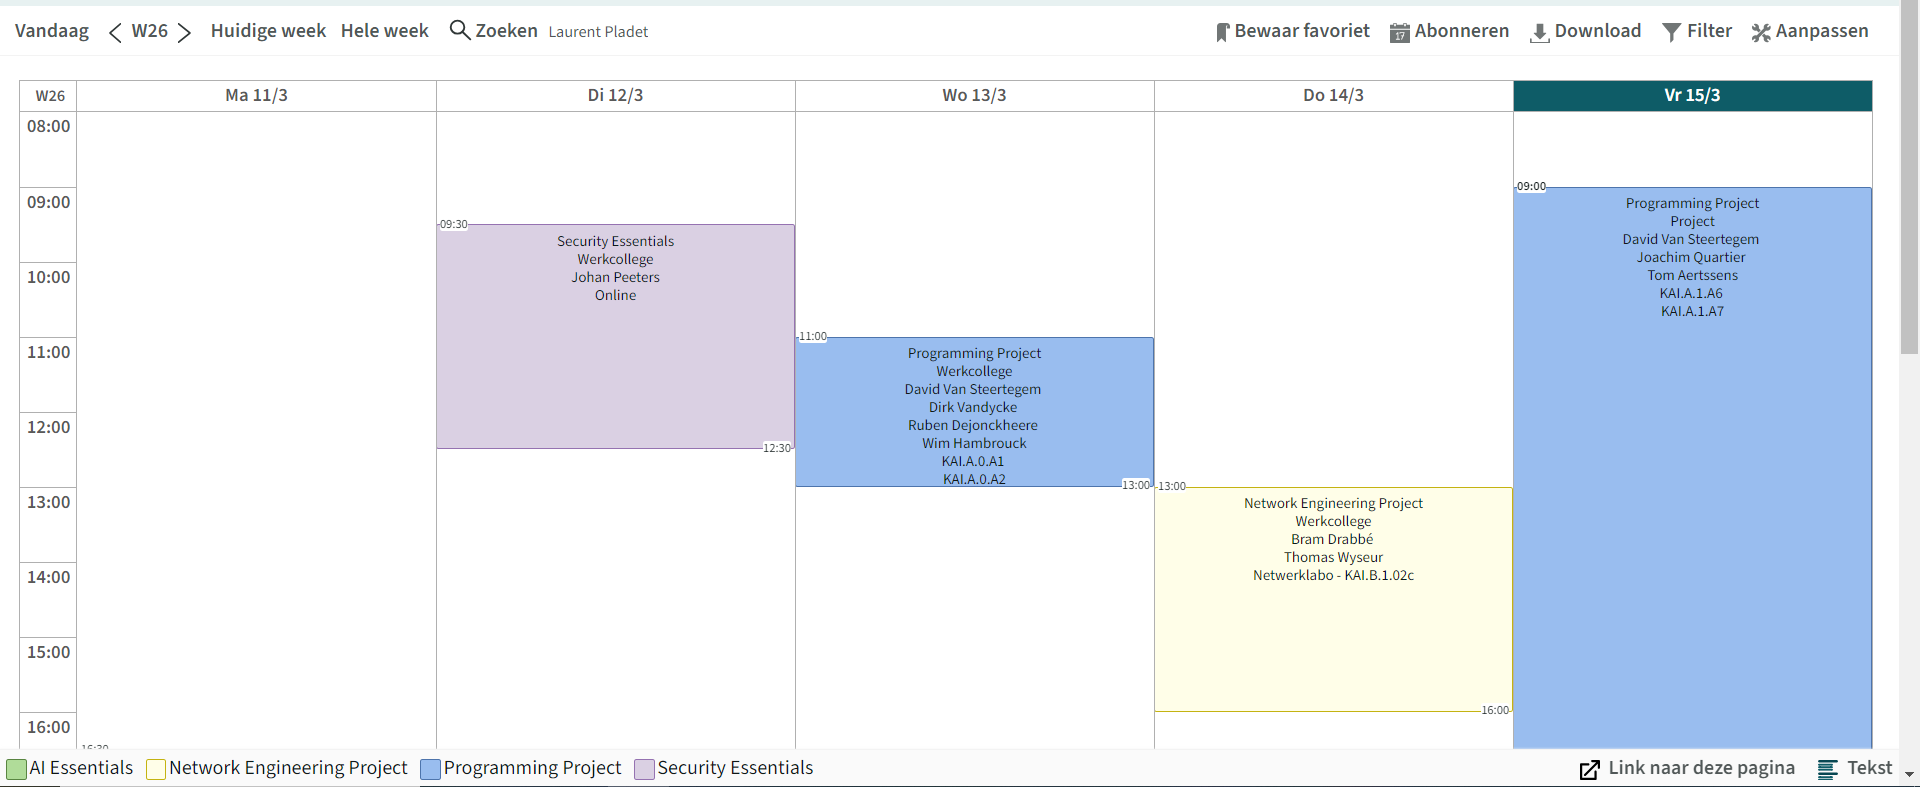 Vandaag W26 Huidige week Hele week Zoeken Laurent Pladet Bewaar favoriet 17 Abonneren Download Filter Aanpassen
W26 Ma 11/3 Di 12/3 Wo 13/3 Do 14/3 Vr 15/3
08:00
09:00
10:00
11:00
12:00
13:00
14:00
15:00
16:00
16:30
09:30
Security Essentials
Werkcollege
Johan Peeters
Online
12:30
11:00
Programming Project
Werkcollege
David Van Steertegem
Dirk Vandycke
Ruben Dejonckheere
Wim Hambrouck
KAI.A.0.A1
KAI.A.0.A2
13:00
13:00
Network Engineering Project
Werkcollege
Bram Drabbé
Thomas Wyseur
Netwerklabo - KAI.B.1.02c
16:00
09:00
Programming Project
Project
David Van Steertegem
Joachim Quartier
Tom Aertssens
KAI.A.1.A6
KAI.A.1.A7
AI Essentials Network Engineering Project Programming Project Security Essentials Link naar deze pagina Tekst